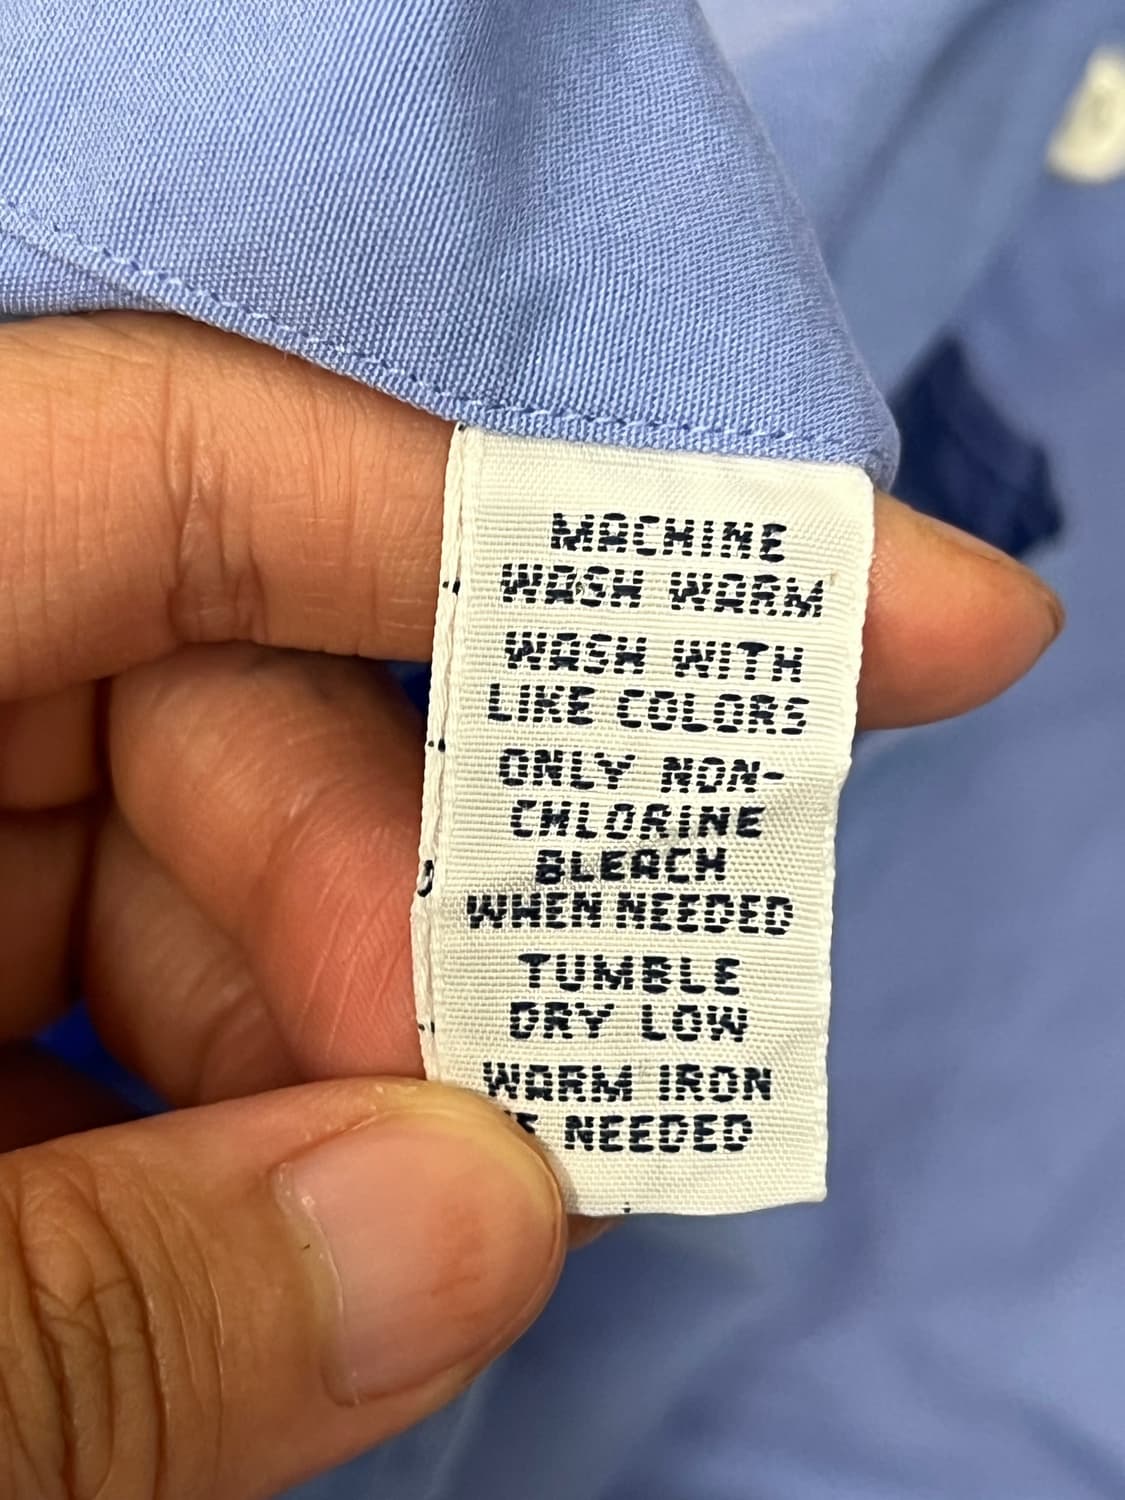 MACHINE
WASH WARM
WASH WITH
LIKE COLORS
ONLY NON-
CHLORINE
BLEACH
WHEN NEEDED
TUMBLE
DRY LOW
WARM IRON
NEEDED